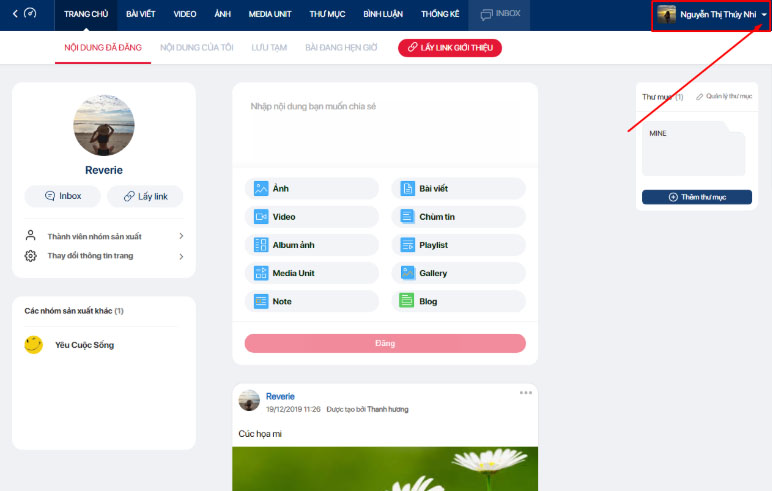 TRANG CHỦ BÀI VIẾT VIDEO ẢNH MEDIA UNIT THƯ MỤC BÌNH LUẬN THỐNG KÊ INBOX Nguyễn Thị Thúy Nhi
NỘI DUNG ĐÃ ĐĂNG NỘI DUNG CỦA TÔI LƯU TẠM BÀI ĐANG HẸN GIỜ LẤY LINK GIỚI THIỆU
Reverie
Inbox Lấy link
Thành viên nhóm sản xuất
Thay đổi thông tin trang
Các nhóm sản xuất khác (1)
Yêu Cuộc Sống
Nhập nội dung bạn muốn chia sẻ
Ảnh Bài viết
Video Chùm tin
Album ảnh Playlist
Media Unit Gallery
Note Blog
Đăng
Reverie
19/12/2019 11:26 Được tạo bởi Thanh hương
Cúc họa mi
Thư mục (1) Quản lý thư mục
MINE
Thêm thư mục